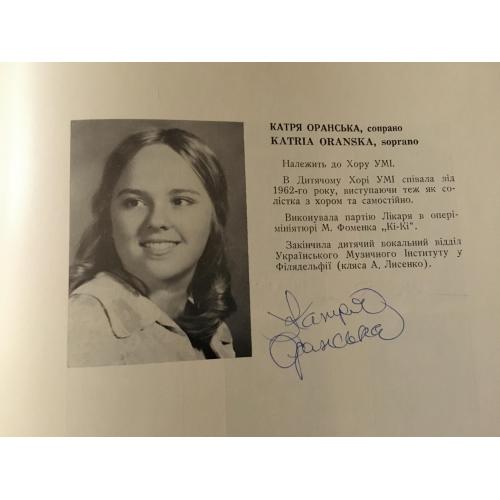 КАТРЯ ОРАНСЬКА, сопрано
KATRIA ORANSKA, soprano
Належить до Хору УМІ.
В Дитячому Хорі УМІ співала від
1962-го року, виступаючи теж як со-
лістка з хором та самостійно.
Виконувала партію Лікаря в опері-
мініятюрі М. Фоменка „Кі-Кі".
Закінчила дитячий вокальний відділ
Українського Музичного Інституту у
Філядельфії (кляса А. Лисенко).
Катря
Оранська